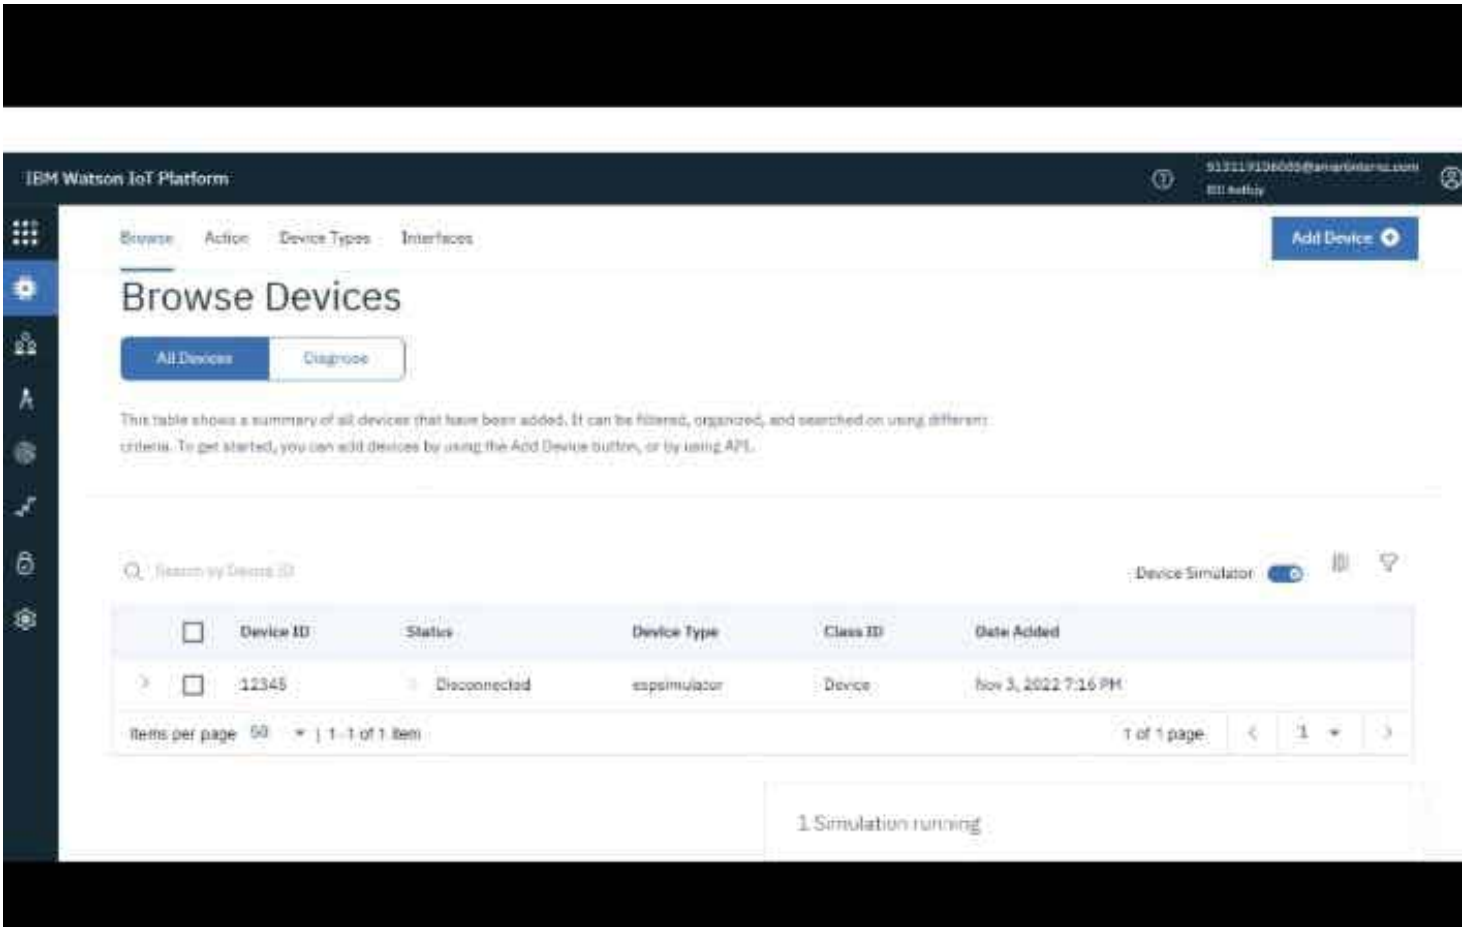 IBM Watson IoT Platform
Browse Action Device Types Interfaces
Add Device
Browse Devices
All Devices Diagnose
This table shows a summary of all devices that have been added. It can be filtered, organized, and searched on using different
criteria. To get started, you can add devices by using the Add Device button, or by using API.
Search by Device ID
Device Simulator
Device ID Status Device Type Class ID Date Added
12345 Disconnected espsimulator Device Nov 3, 2022 7:16 PM
Items per page 50 | 1-1 of 1 item
1 of 1 page 1
1 Simulation running